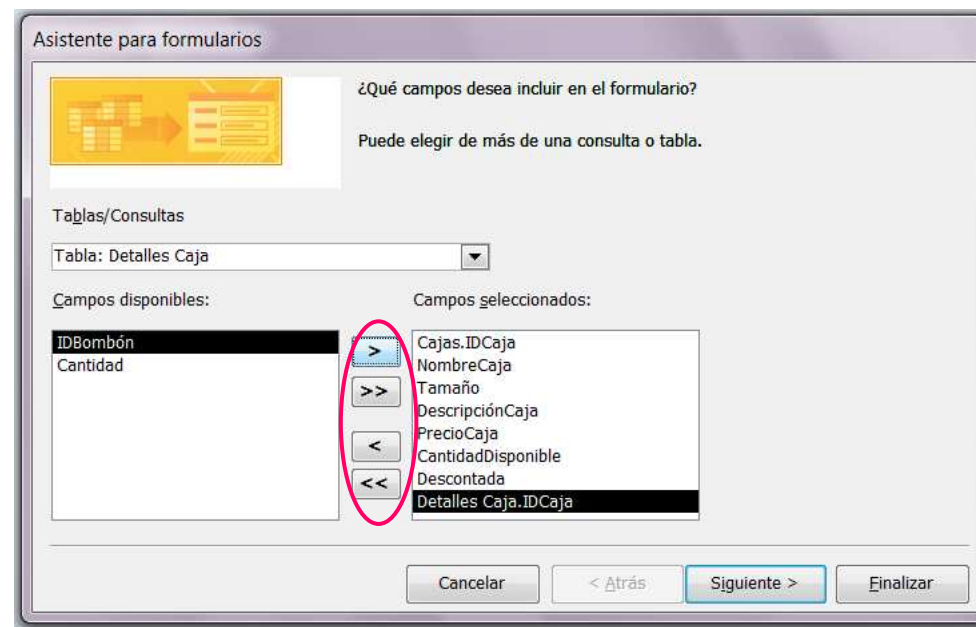 Asistente para formularios
¿Qué campos desea incluir en el formulario?
Puede elegir de más de una consulta o tabla.
Tablas/Consultas
Tabla: Detalles Caja
Campos disponibles:
IDBombón
Cantidad
>
>>
<
<<
Campos seleccionados:
Cajas.IDCaja
NombreCaja
Tamaño
DescripciónCaja
PrecioCaja
CantidadDisponible
Descontada
Detalles Caja.IDCaja
Cancelar
< Atrás
Siguiente >
Finalizar